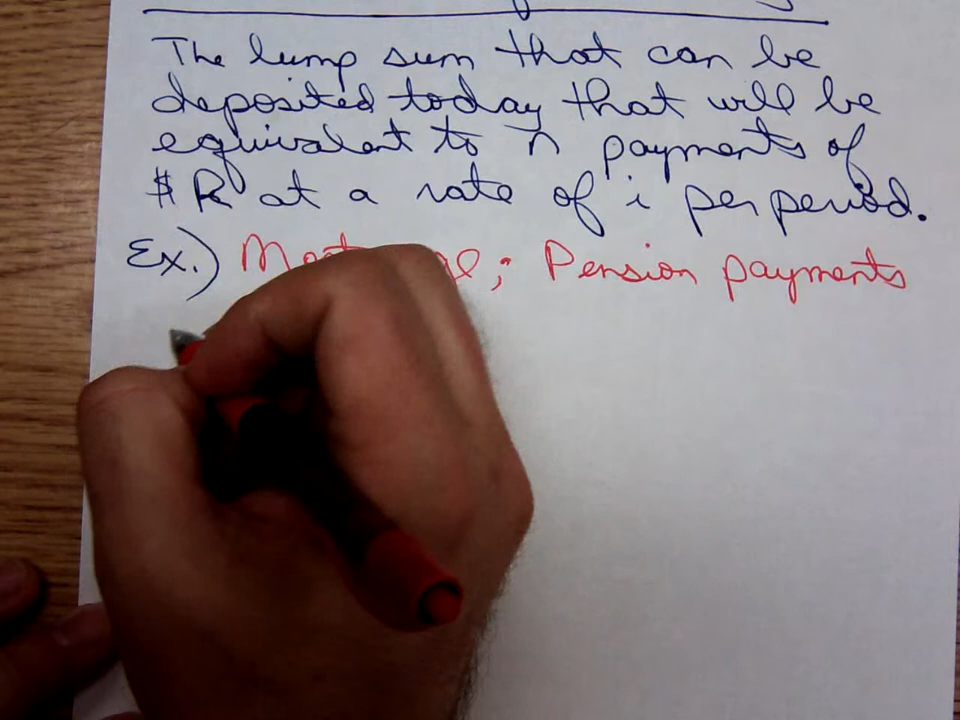 The lump sum that can be
deposited today that will be
equivalent to n payments of
$R at a rate of i per period.
Ex.) ; Pension payments